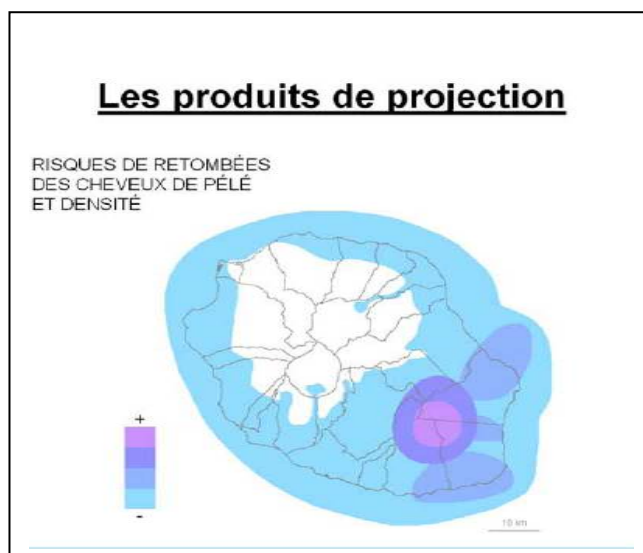 Les produits de projection
RISQUES DE RETOMBÉES
DES CHEVEUX DE PÉLÉ
ET DENSITÉ
+
-
10 km